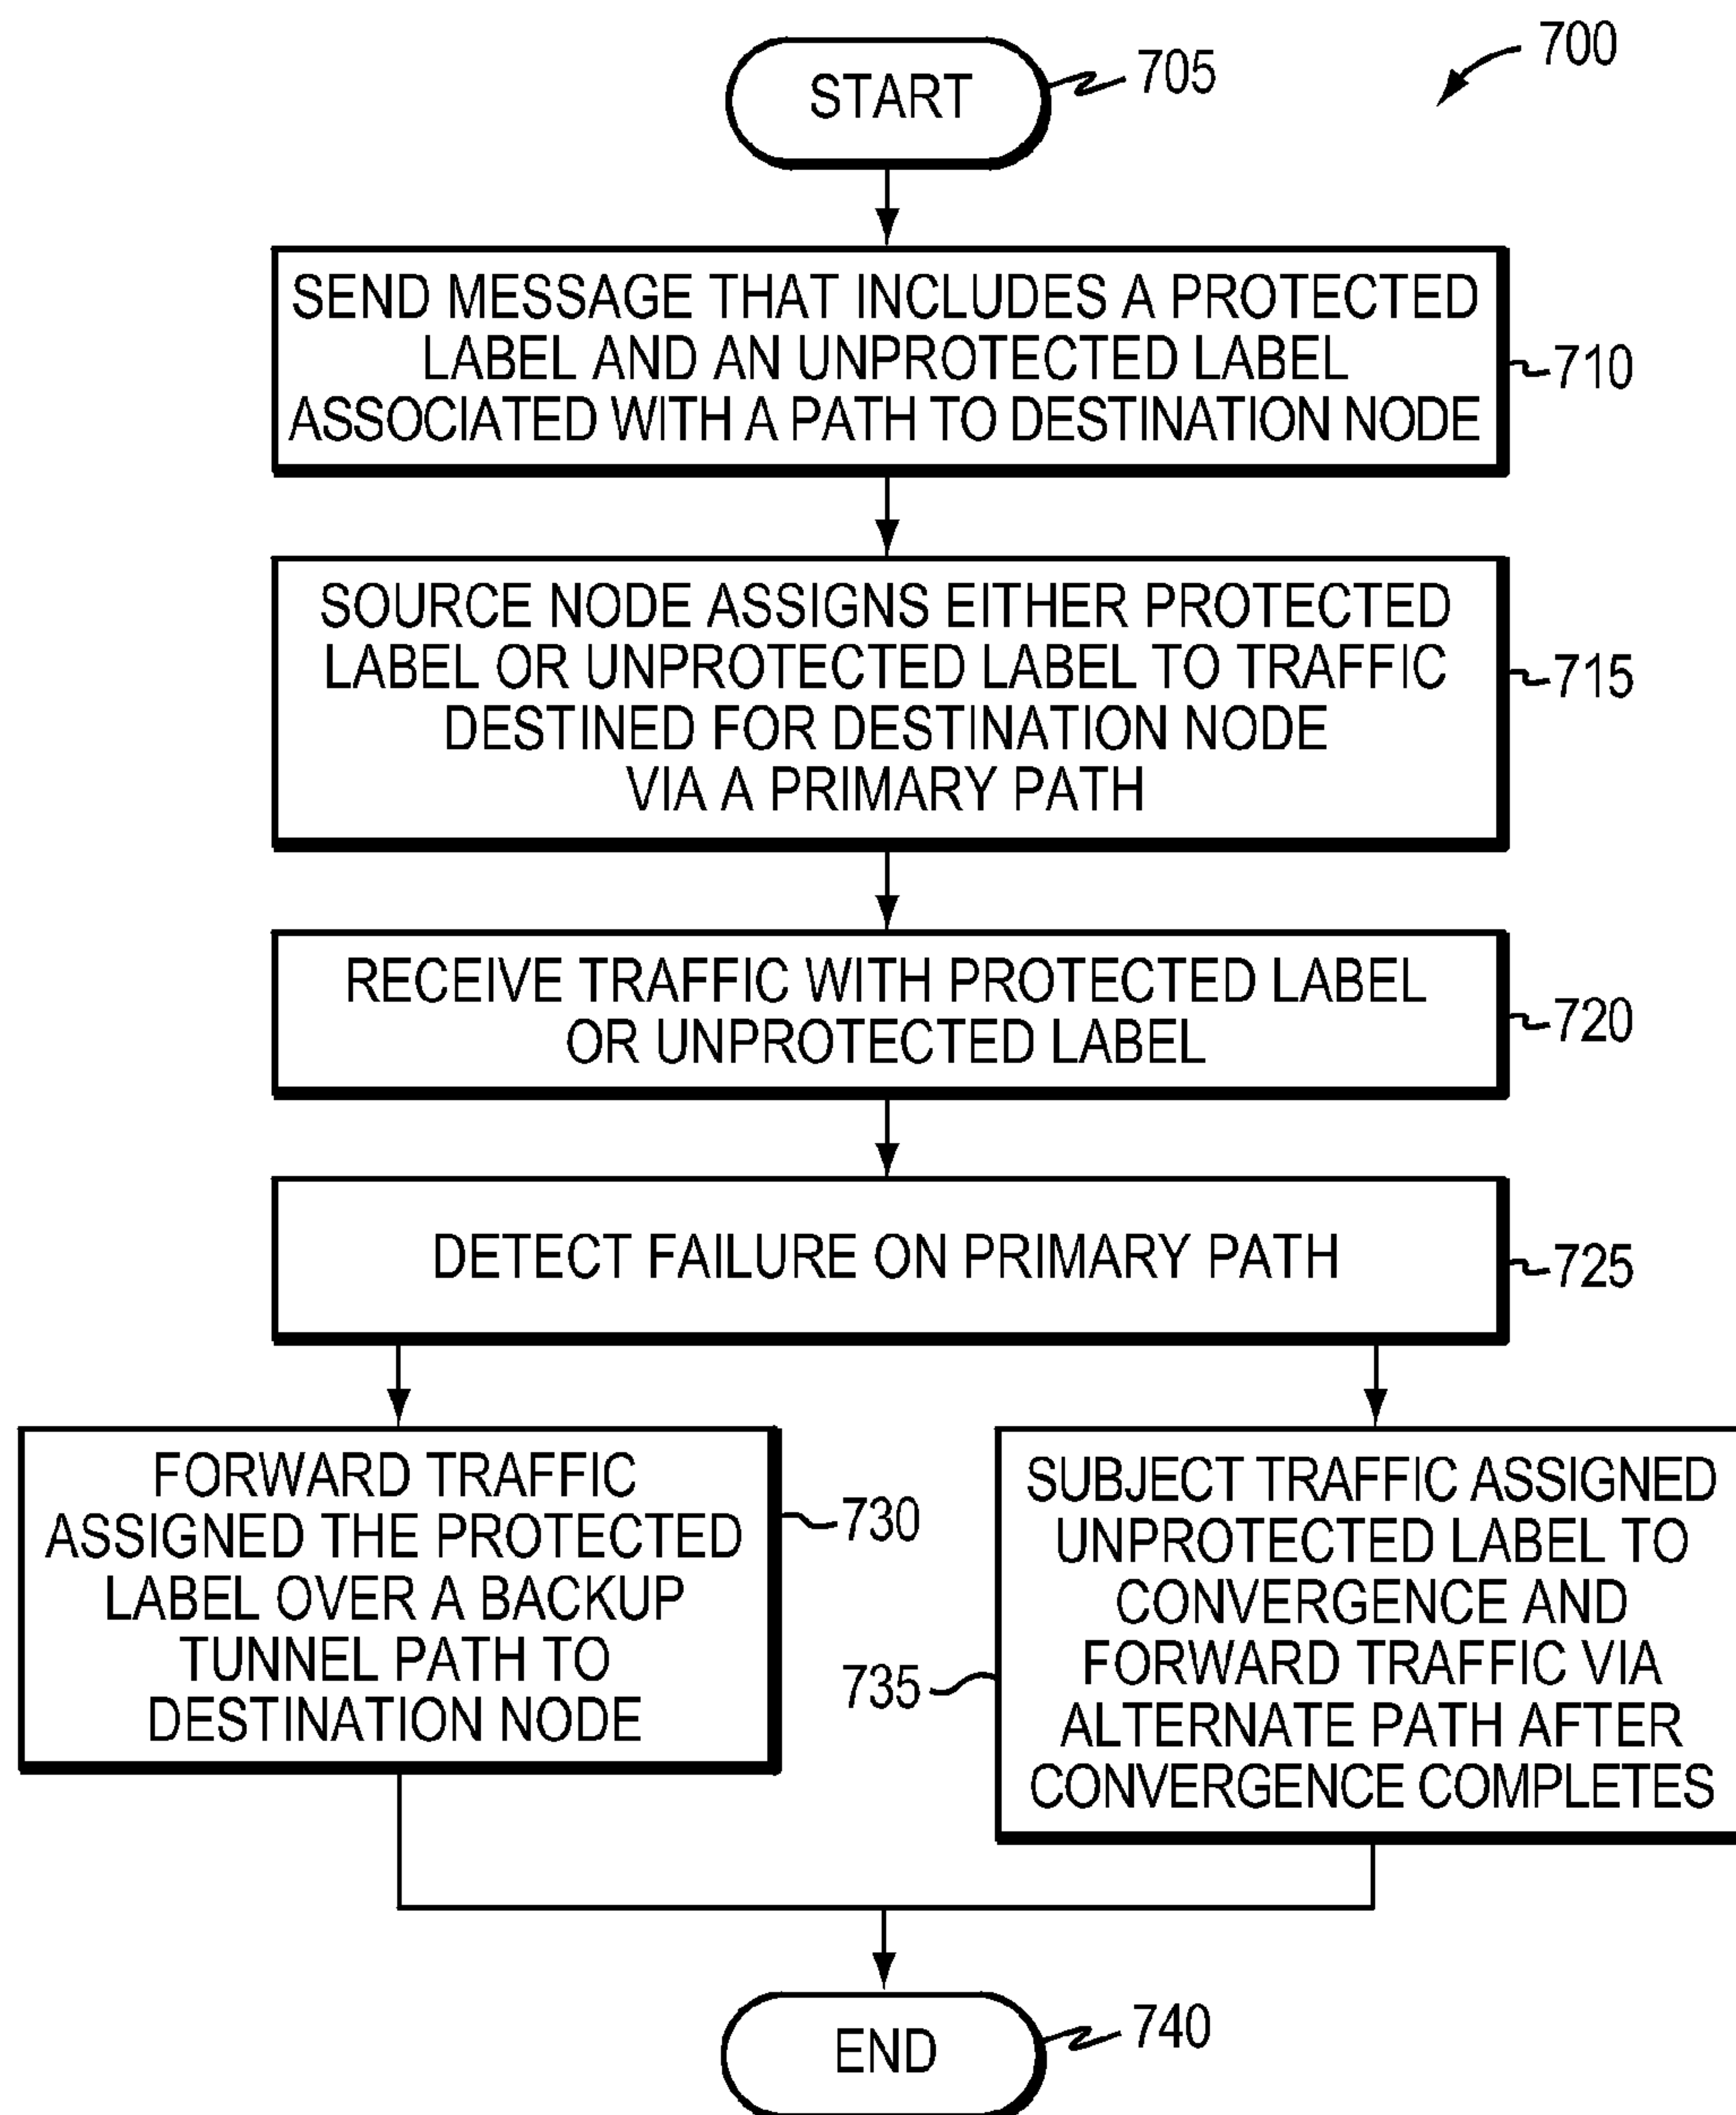 700
START
705
SEND MESSAGE THAT INCLUDES A PROTECTED
LABEL AND AN UNPROTECTED LABEL
ASSOCIATED WITH A PATH TO DESTINATION NODE
710
SOURCE NODE ASSIGNS EITHER PROTECTED
LABEL OR UNPROTECTED LABEL TO TRAFFIC
DESTINED FOR DESTINATION NODE
VIA A PRIMARY PATH
715
RECEIVE TRAFFIC WITH PROTECTED LABEL
OR UNPROTECTED LABEL
720
DETECT FAILURE ON PRIMARY PATH
725
FORWARD TRAFFIC
ASSIGNED THE PROTECTED
LABEL OVER A BACKUP
TUNNEL PATH TO
DESTINATION NODE
730
SUBJECT TRAFFIC ASSIGNED
UNPROTECTED LABEL TO
CONVERGENCE AND
FORWARD TRAFFIC VIA
ALTERNATE PATH AFTER
CONVERGENCE COMPLETES
735
END
740